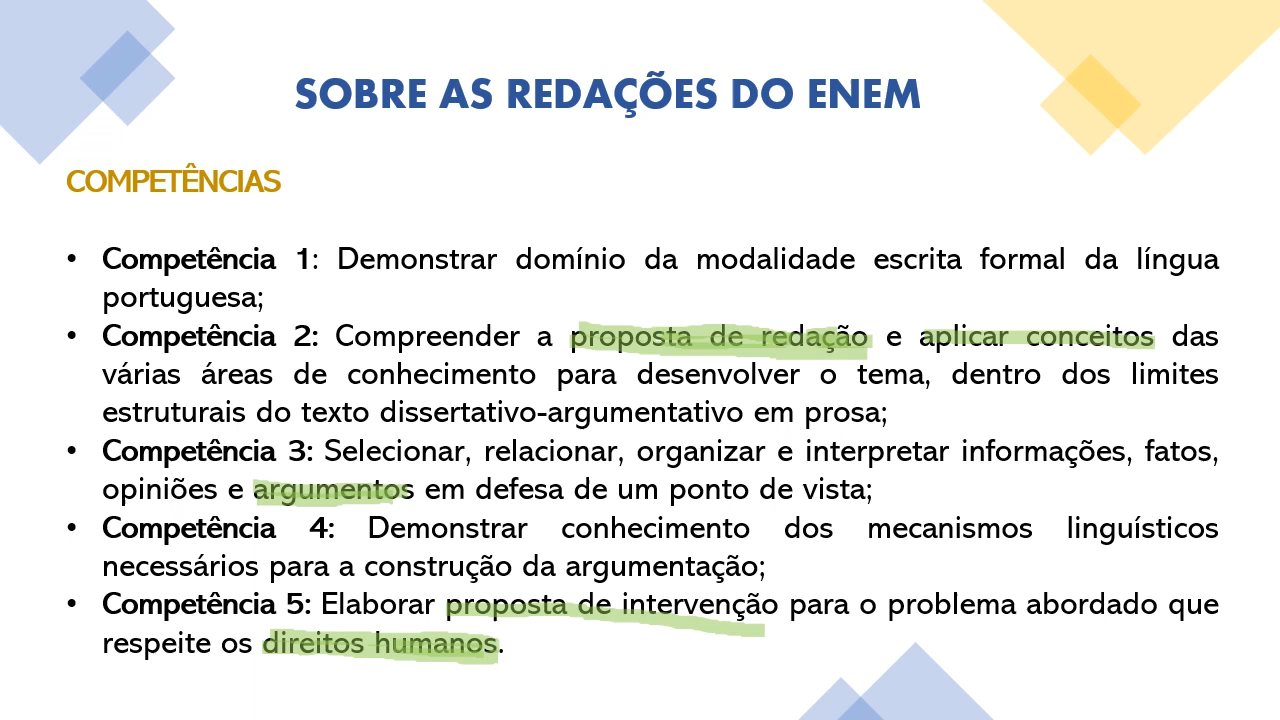 SOBRE AS REDAÇÕES DO ENEM
COMPETÊNCIAS
• Competência 1: Demonstrar domínio da modalidade escrita formal da língua
portuguesa;
• Competência 2: Compreender a proposta de redação e aplicar conceitos das
várias áreas de conhecimento para desenvolver o tema, dentro dos limites
estruturais do texto dissertativo-argumentativo em prosa;
• Competência 3: Selecionar, relacionar, organizar e interpretar informações, fatos,
opiniões e argumentos em defesa de um ponto de vista;
• Competência 4: Demonstrar conhecimento dos mecanismos linguísticos
necessários para a construção da argumentação;
• Competência 5: Elaborar proposta de intervenção para o problema abordado que
respeite os direitos humanos.